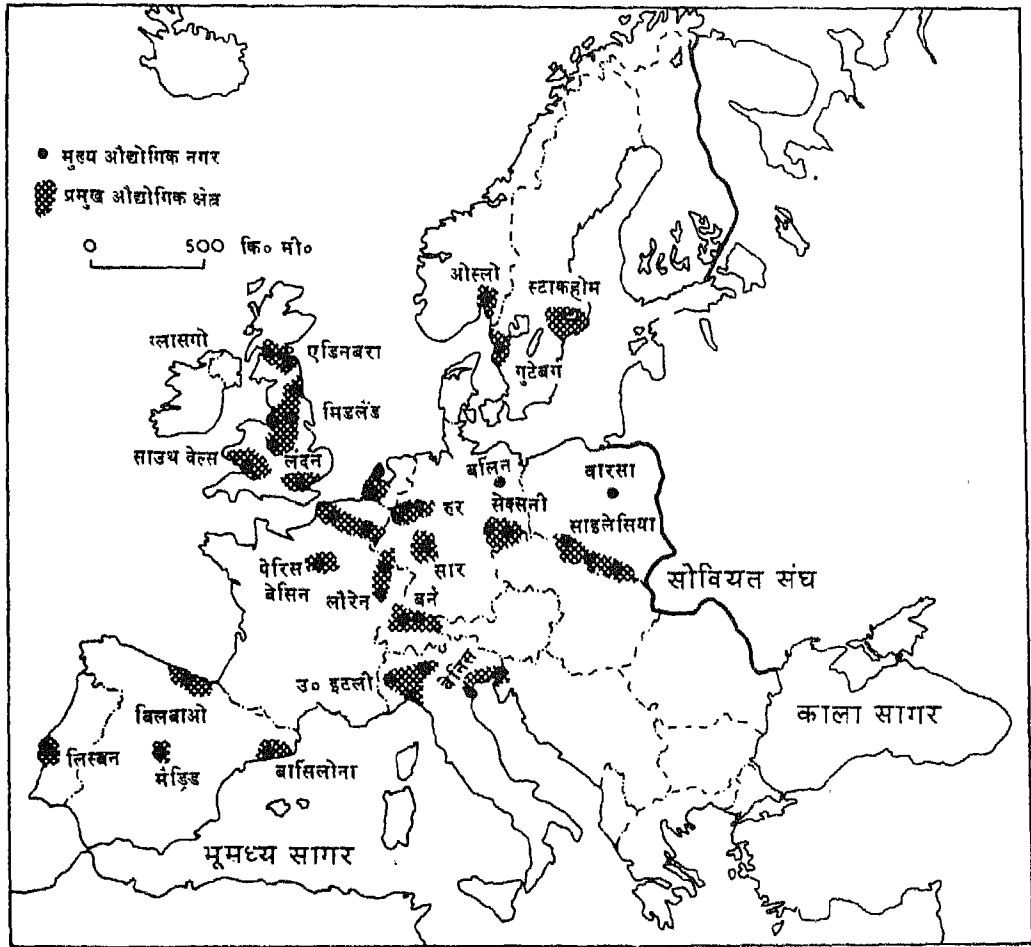 मुख्य औद्योगिक नगर
प्रमुख औद्योगिक क्षेत्र
0 500 कि० मी०
ओस्लो
स्टाकहोम
ग्लासगो
एडिनबरा
गुटेबर्ग
मिडलैंड
साउथ वेल्स
लंदन
बर्लिन
वारसा
रूर
सेक्सनी
साइलेसिया
पेरिस
बेसिन
सार
सोवियत संघ
लौरेन
बर्न
उ० इटली
वेनिस
बिलबाओ
काला सागर
लिस्बन
मैड्रिड
बार्सिलोना
भूमध्य सागर